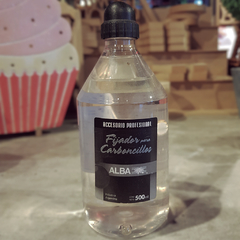 ACCESORIO PROFESIONAL
Fijador para
Carboncillos
ALBA
500